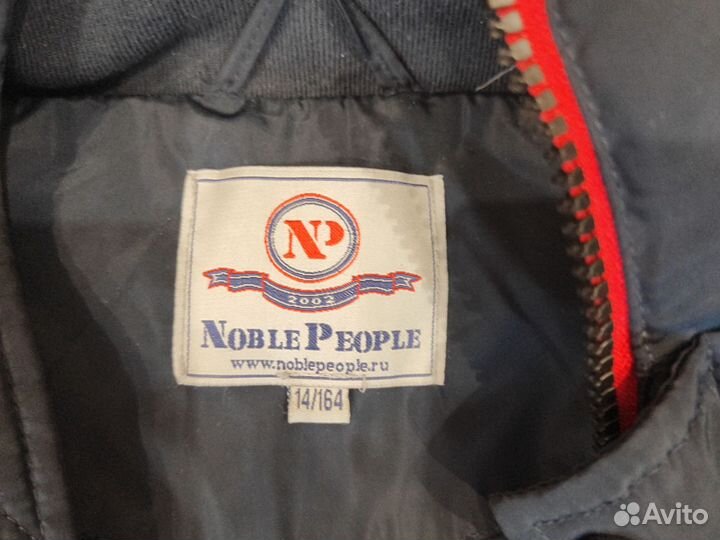 NP
2002
NOBLE PEOPLE
www.noblepeople.ru
14/164
Avito